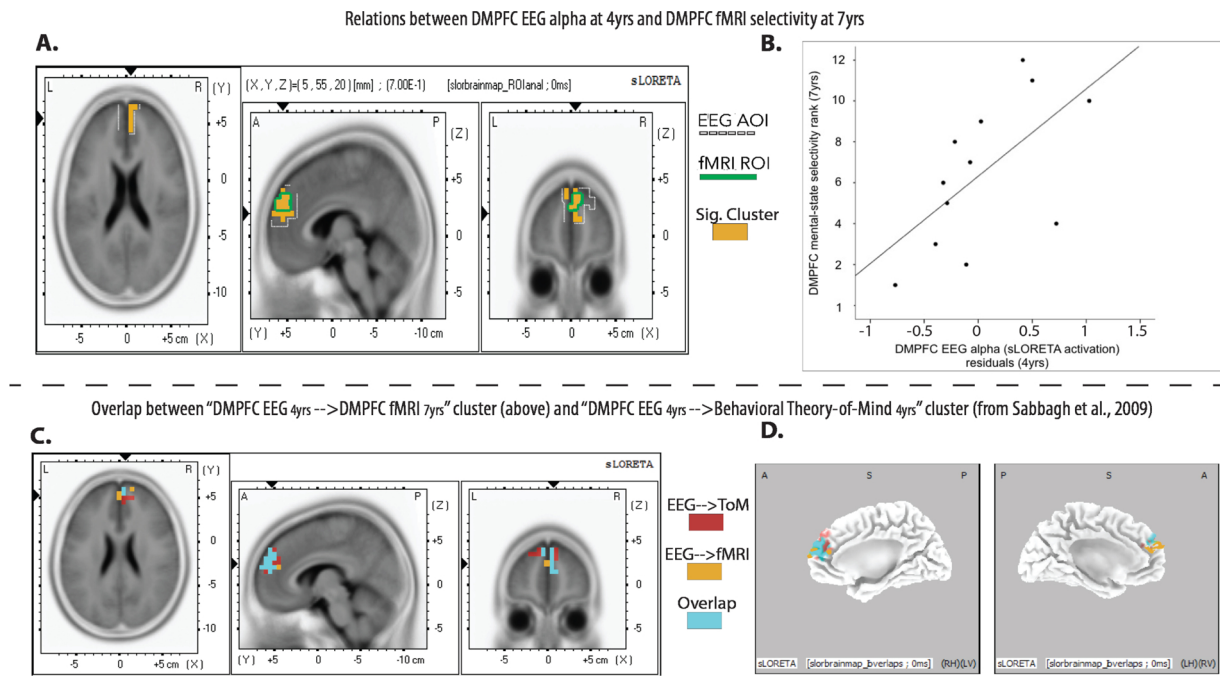 Relations between DMPFC EEG alpha at 4yrs and DMPFC fMRI selectivity at 7yrs
A.
L R (Y)
+5
0
-5
-10
-5 0 +5 cm (X)
(X, Y, Z)=(5, 55, 20) [mm] ; (7.00E-1) [slorbrainmap_ROIanal ; 0ms] sLORETA
A P (Z)
+5
0
-5
(Y) +5 0 -5 -10 cm
L R (Z)
+5
0
-5
-5 0 +5 cm (X)
EEG AOI
fMRI ROI
Sig. Cluster
B.
DMPFC mental-state selectivity rank (7yrs)
12
10
8
6
4
2
1
-1 -0.5 0 0.5 1 1.5
DMPFC EEG alpha (sLORETA activation)
residuals (4yrs)
Overlap between “DMPFC EEG 4yrs -->DMPFC fMRI 7yrs” cluster (above) and “DMPFC EEG 4yrs -->Behavioral Theory-of-Mind 4yrs” cluster (from Sabbagh et al., 2009)
C.
L R (Y)
+5
0
-5
-10
-5 0 +5 cm (X)
sLORETA
A P (Z)
+5
0
-5
(Y) +5 0 -5 -10 cm
L R (Z)
+5
0
-5
-5 0 +5 cm (X)
EEG-->ToM
EEG-->fMRI
Overlap
D.
A S P
sLORETA [slorbrainmap_overlaps ; 0ms] (RH)(LV)
P S A
sLORETA [slorbrainmap_overlaps ; 0ms] (LH)(RV)